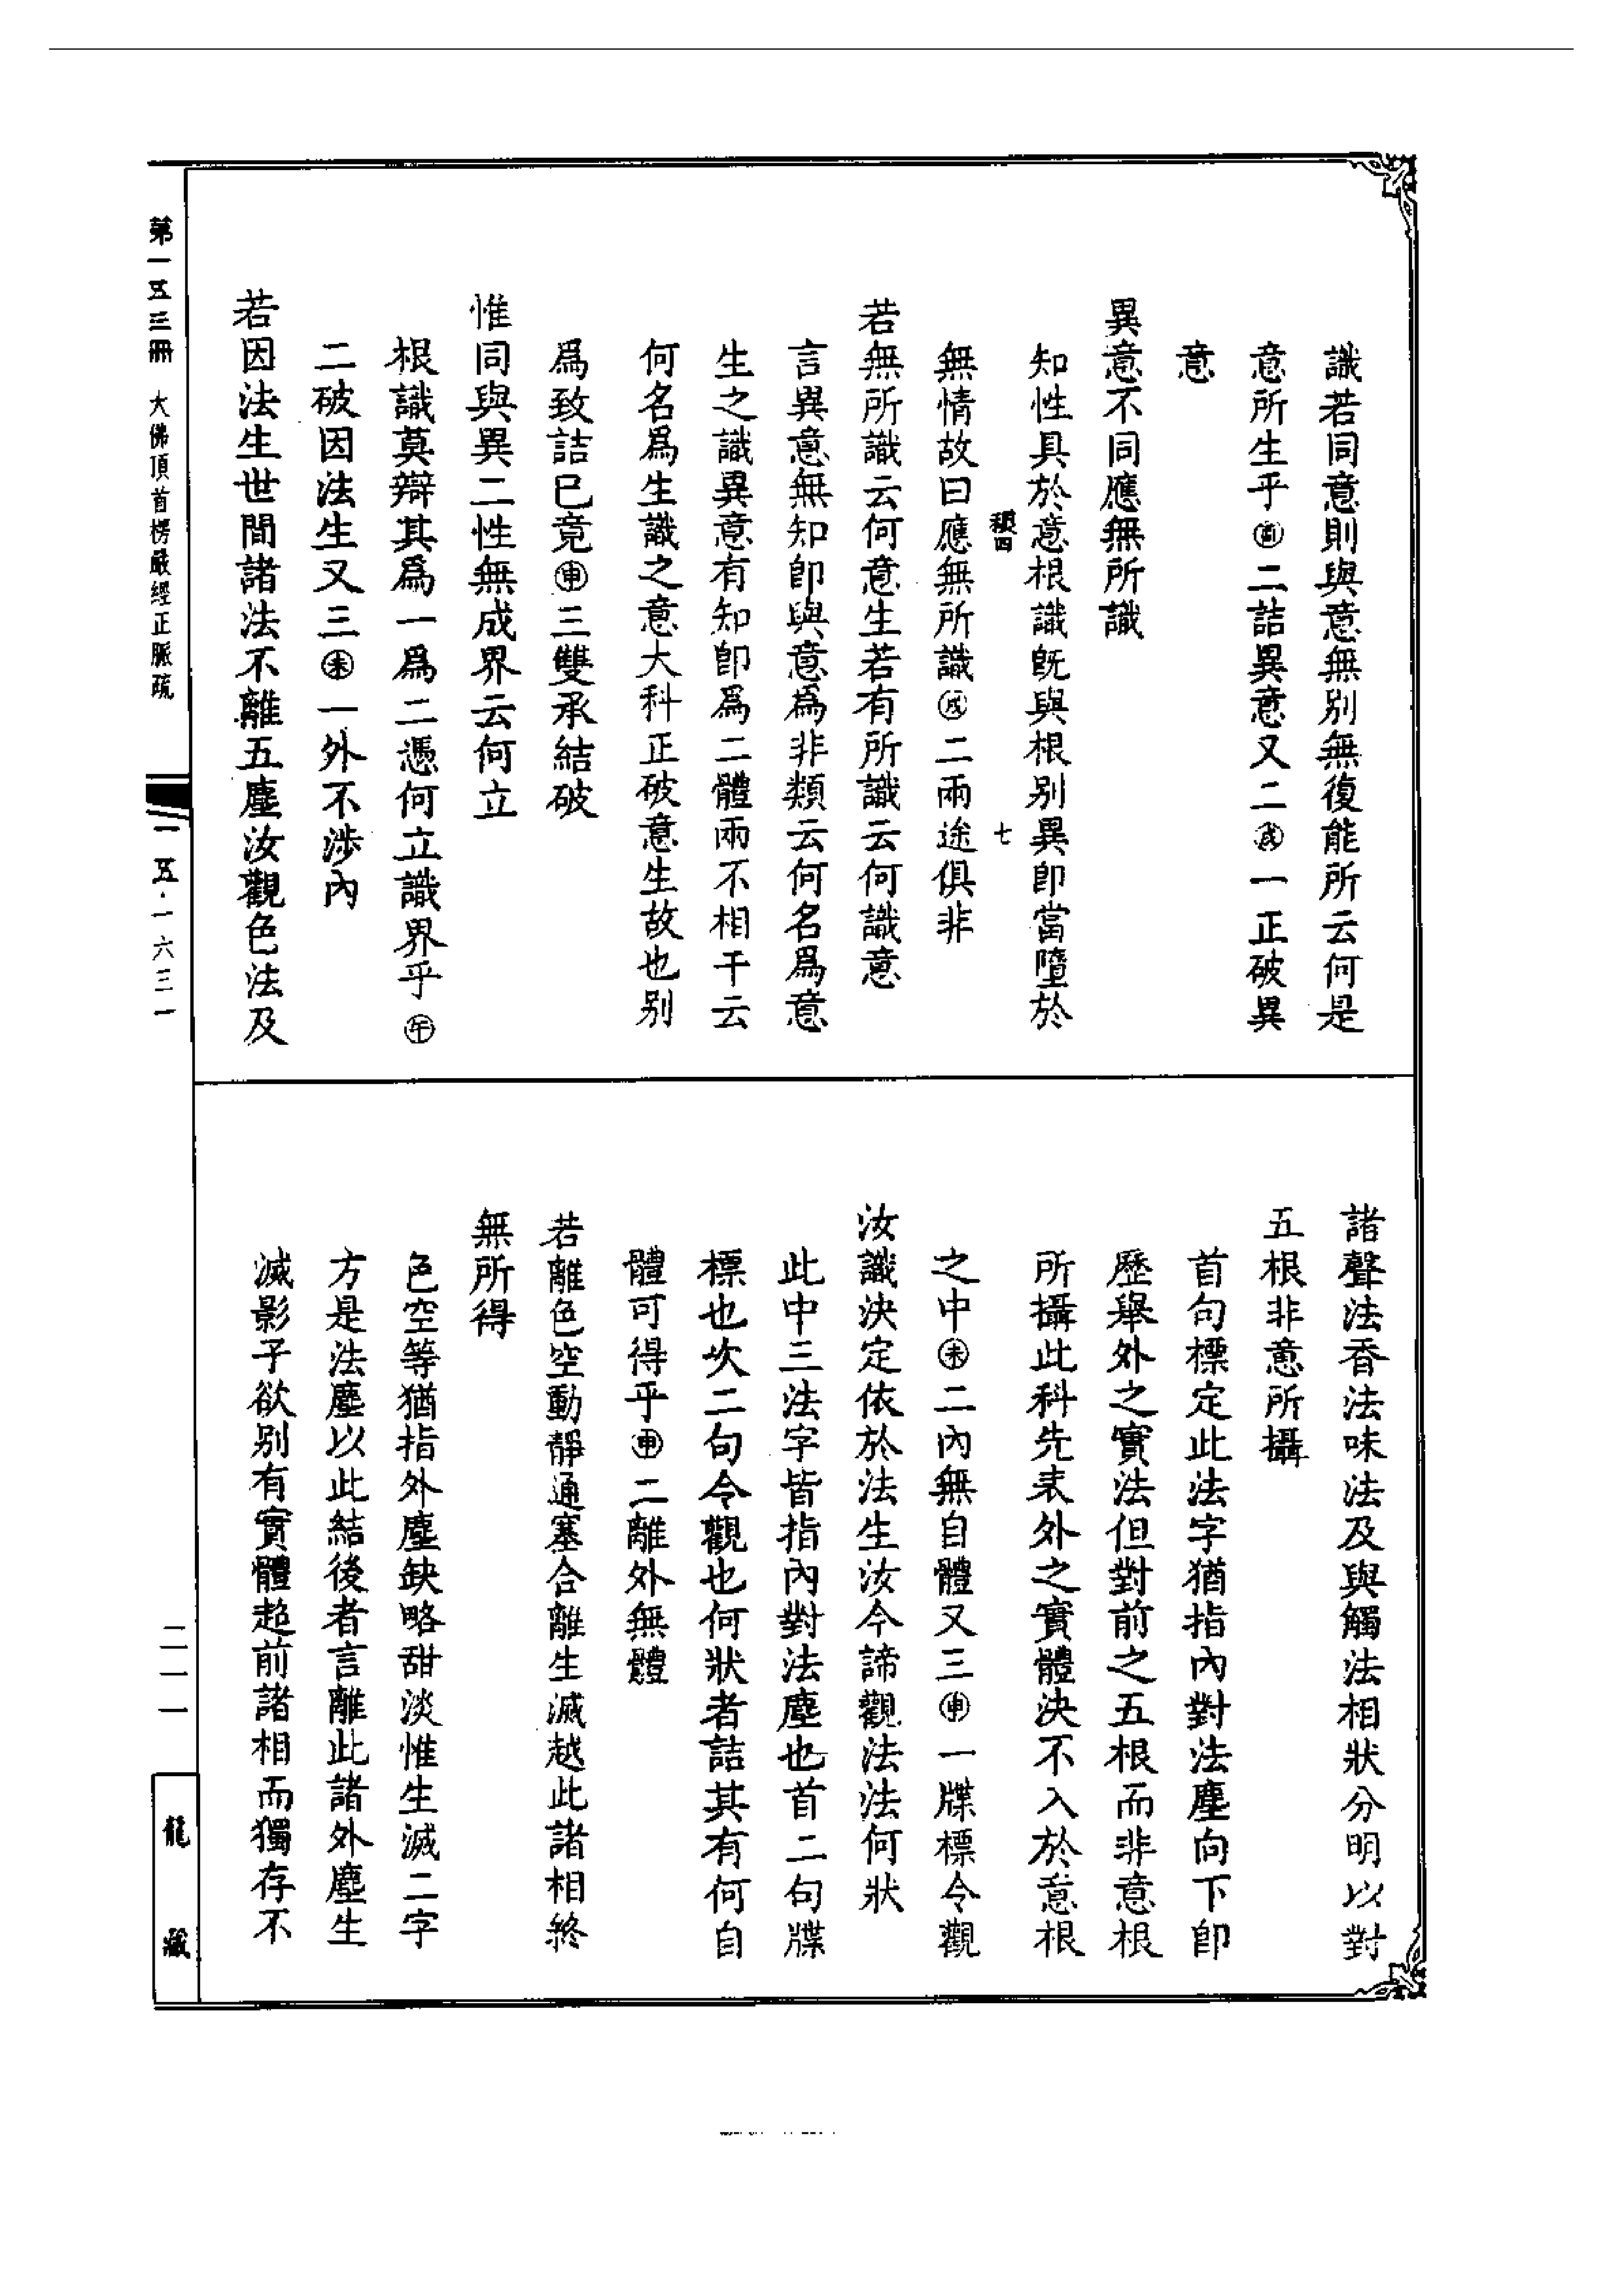 識若同意則與意無別無復能所云何是
意所生乎㊂二詰異意又二㊂一正破異
意
異意不同應無所識
知性具於意根識既與根別異即當墮於
七
無情故曰應無所識㊂二兩途俱非
若無所識云何意生若有所識云何識意
言異意無知即與意為非類云何名為意
生之識異意有知即為二體兩不相干云
何名為生識之意大科正破意生故也別
為致詰已竟㊥三雙承結破
惟同與異二性無成界云何立
根識莫辯其為一為二憑何立識界乎㊂
二破因法生又三㊂一外不涉內
若因法生世間諸法不離五塵汝觀色法及
諸聲法香法味法及與觸法相狀分明以對
五根非意所攝
首句標定此法字猶指內對法塵向下即
歷舉外之實法但對前之五根而非意根
所攝此科先表外之實體決不入於意根
之中㊂二內無自體又三㊥一牒標令觀
汝識決定依於法生汝今諦觀法法何狀
此中三法字皆指內對法塵也首二句牒
標也次二句令觀也何狀者詰其有何自
體可得乎㊥二離外無體
若離色空動靜通塞合離生滅越此諸相終
無所得
色空等猶指外塵缺略甜淡惟生滅二字
方是法塵以此結後者言離此諸外塵生
滅影子欲別有實體超前諸相而獨存不
第一五三冊 大佛頂首楞嚴經正脈疏
一五·一六三一
二一一
龍藏